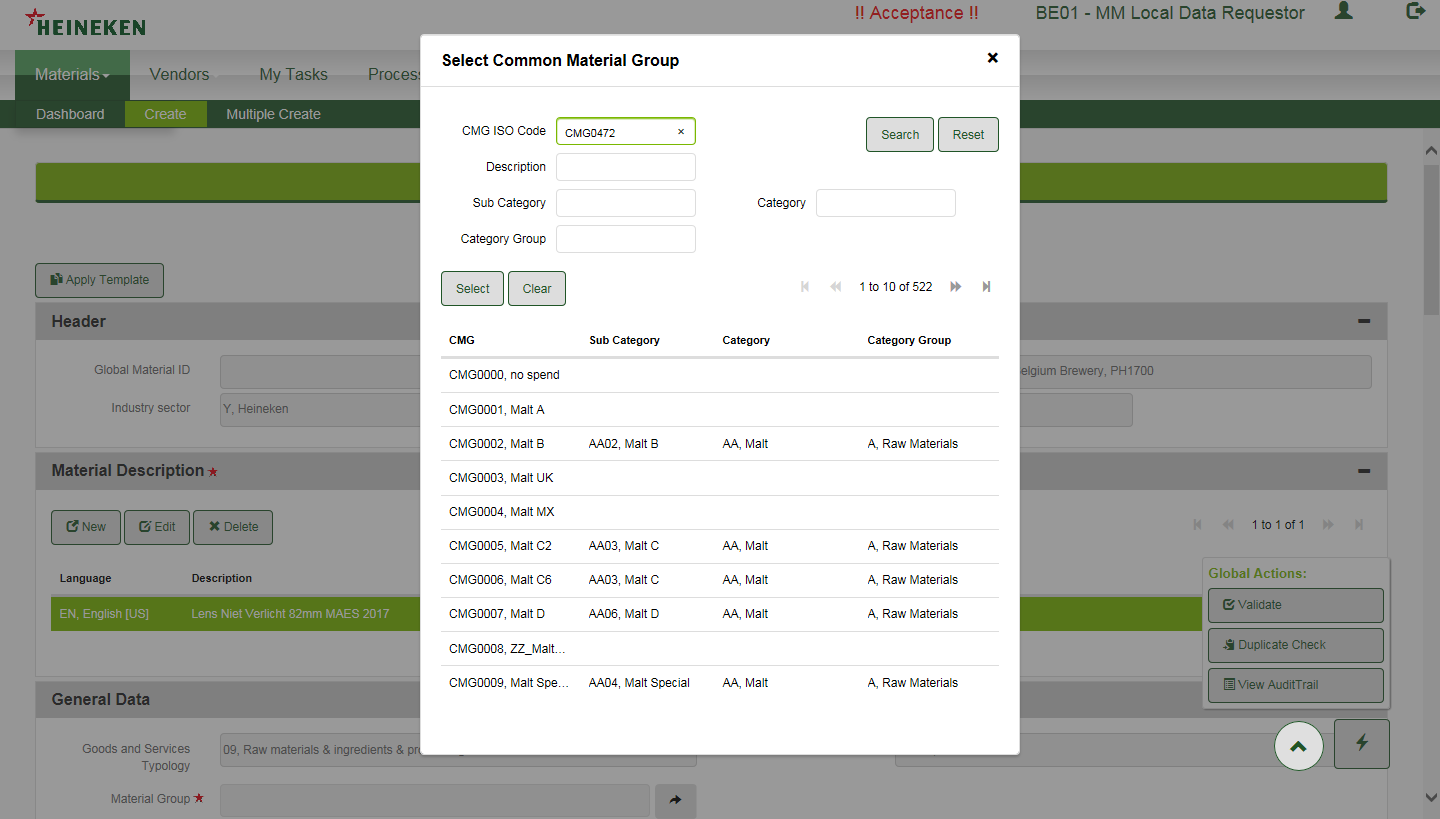 HEINEKEN
!! Acceptance !!
BE01 - MM Local Data Requestor
Materials
Vendors
My Tasks
Process
Dashboard
Create
Multiple Create
Select Common Material Group
CMG ISO Code
CMG0472
Search
Reset
Description
Sub Category
Category
Category Group
Select
Clear
1 to 10 of 522
CMG Sub Category Category Category Group
CMG0000, no spend
CMG0001, Malt A
CMG0002, Malt B AA02, Malt B AA, Malt A, Raw Materials
CMG0003, Malt UK
CMG0004, Malt MX
CMG0005, Malt C2 AA03, Malt C AA, Malt A, Raw Materials
CMG0006, Malt C6 AA03, Malt C AA, Malt A, Raw Materials
CMG0007, Malt D AA06, Malt D AA, Malt A, Raw Materials
CMG0008, ZZ_Malt...
CMG0009, Malt Spe... AA04, Malt Special AA, Malt A, Raw Materials
Apply Template
Header
Global Material ID
elgium Brewery, PH1700
Industry sector
Y, Heineken
Material Description
New
Edit
Delete
1 to 1 of 1
Language Description
EN, English [US] Lens Niet Verlicht 82mm MAES 2017
Global Actions:
Validate
Duplicate Check
View AuditTrail
General Data
Goods and Services
Typology
09, Raw materials & ingredients & pro
Material Group